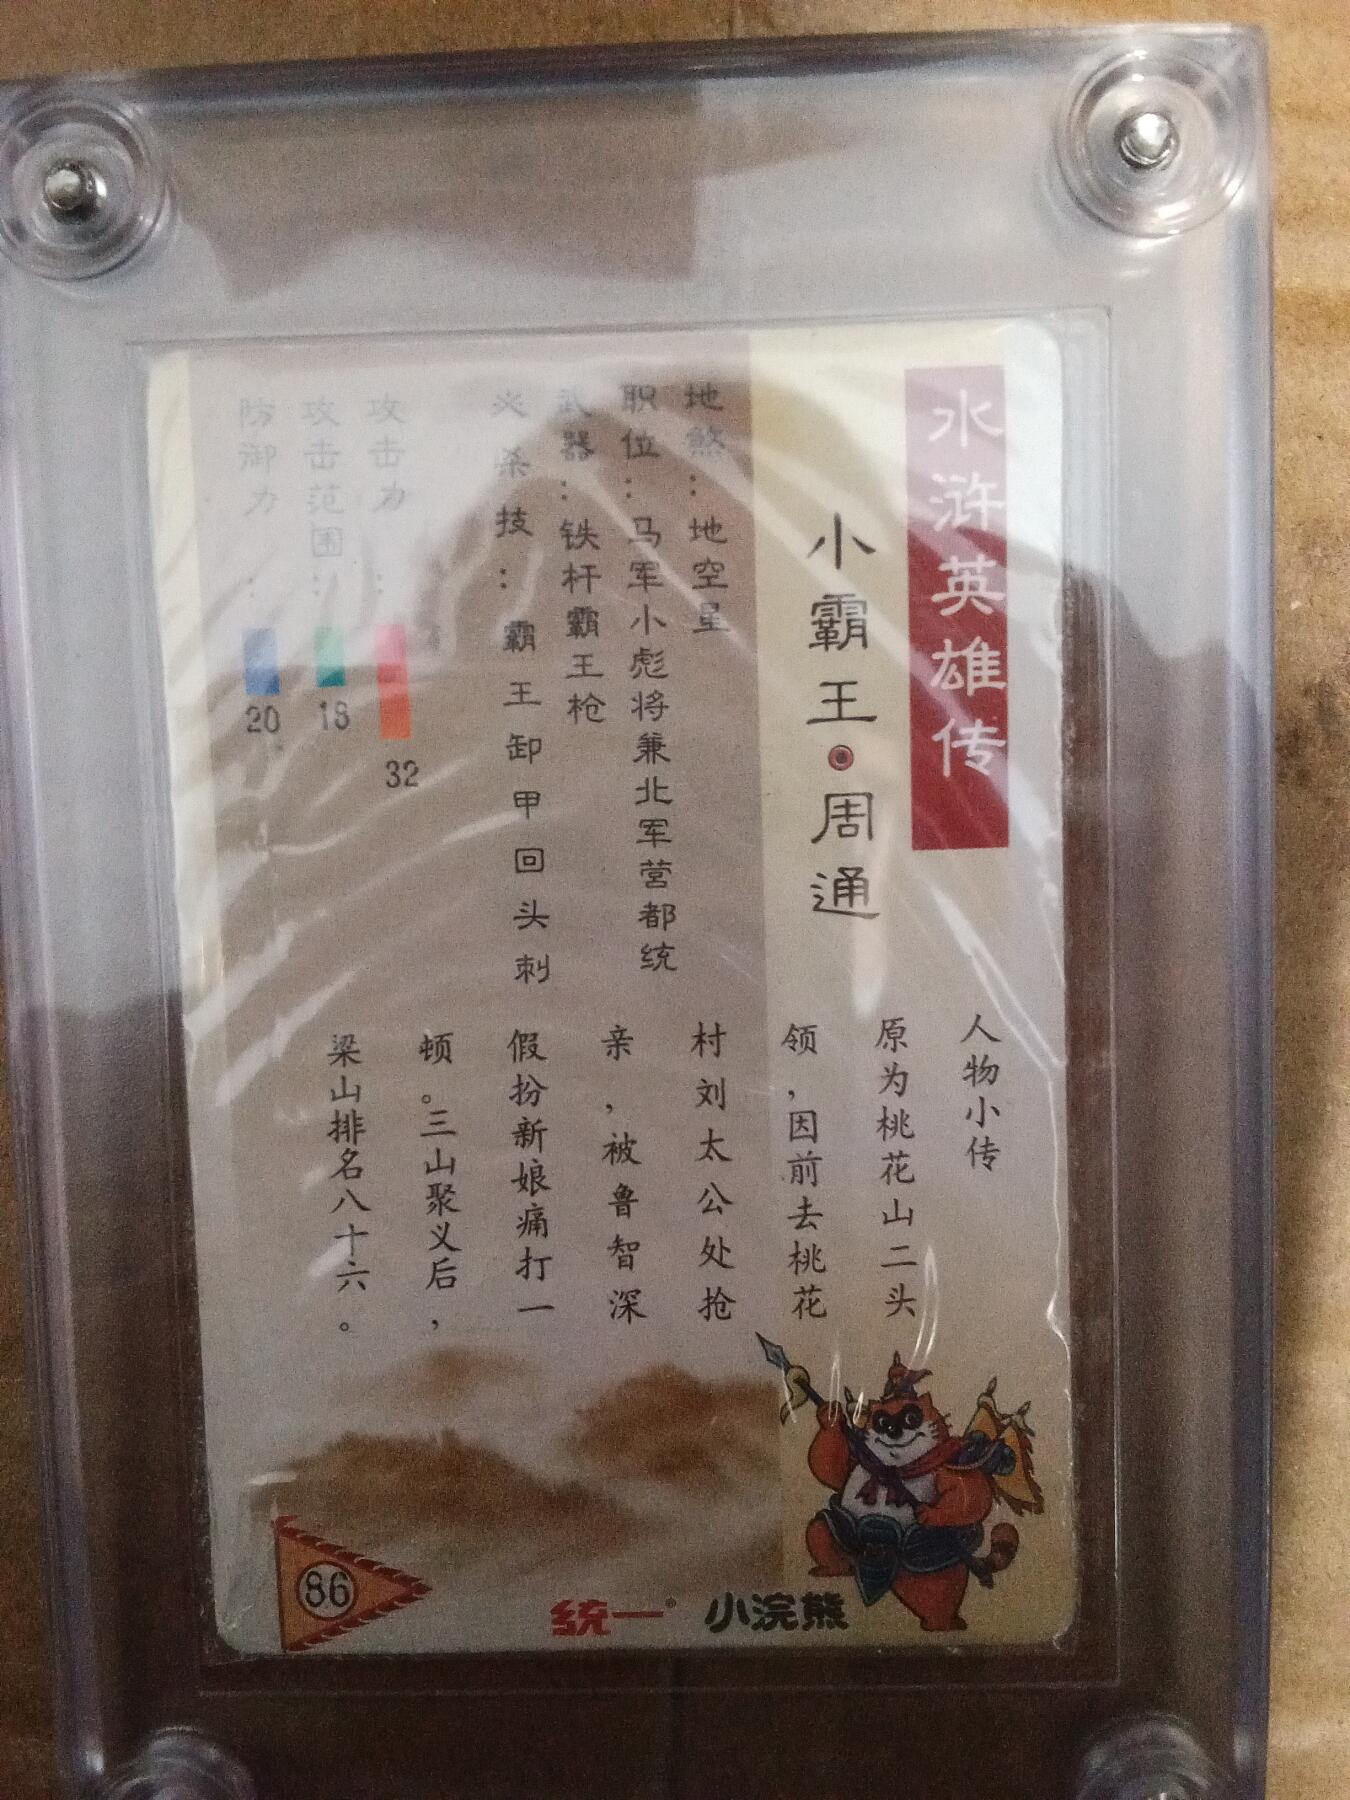 水浒英雄传
小霸王·周通
地煞：地空星
职位：马军小彪将兼北军营都统
武器：铁杆霸王枪
必杀技：霸王卸甲回头刺
攻击力：
32
攻击范围：
18
防御力：
20
人物小传
原为桃花山二头
领，因前去桃花
村刘太公处抢
亲，被鲁智深
假扮新娘痛打一
顿。三山聚义后，
梁山排名八十六。
86
统一® 小浣熊